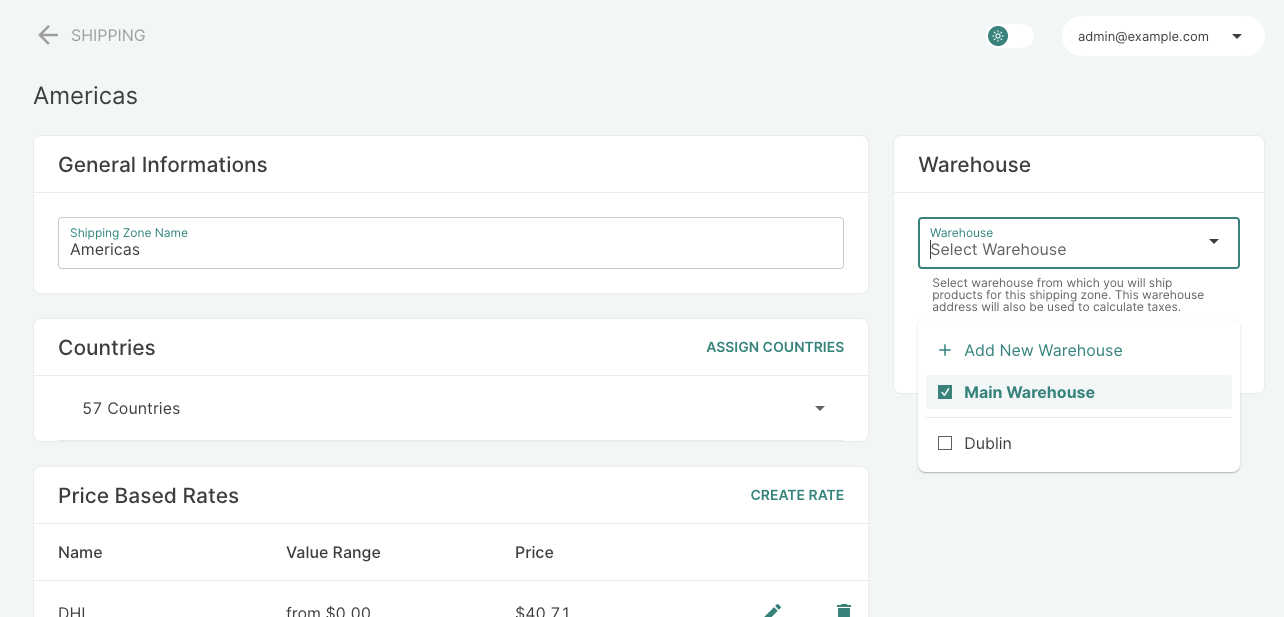 SHIPPING
admin@example.com
Americas
General Informations
Shipping Zone Name
Americas
Countries
ASSIGN COUNTRIES
57 Countries
Price Based Rates
CREATE RATE
Name Value Range Price
DHL from $0.00 $40.71
Warehouse
Warehouse
Select Warehouse
Select warehouse from which you will ship
products for this shipping zone. This warehouse
address will also be used to calculate taxes.
+ Add New Warehouse
Main Warehouse
Dublin